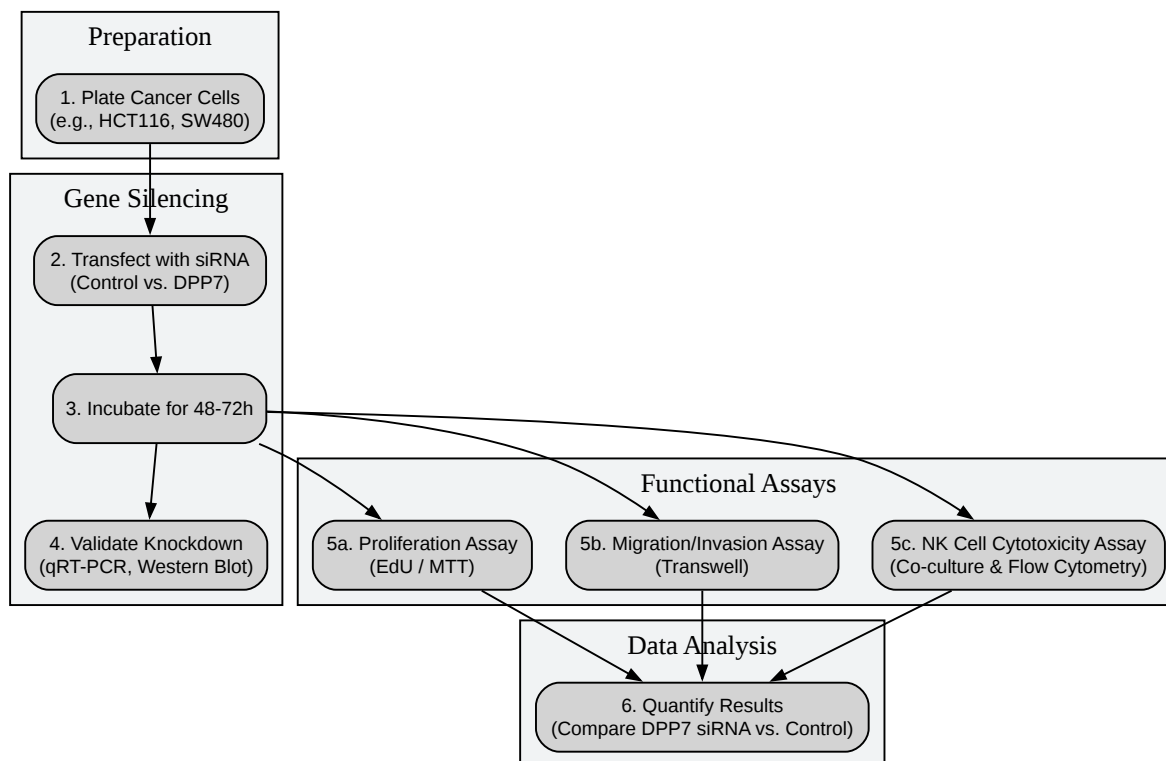 Preparation
1. Plate Cancer Cells
(e.g., HCT116, SW480)
Gene Silencing
2. Transfect with siRNA
(Control vs. DPP7)
3. Incubate for 48-72h
4. Validate Knockdown
(qRT-PCR, Western Blot)
Functional Assays
5a. Proliferation Assay
(EdU / MTT)
5b. Migration/Invasion Assay
(Transwell)
5c. NK Cell Cytotoxicity Assay
(Co-culture & Flow Cytometry)
Data Analysis
6. Quantify Results
(Compare DPP7 siRNA vs. Control)